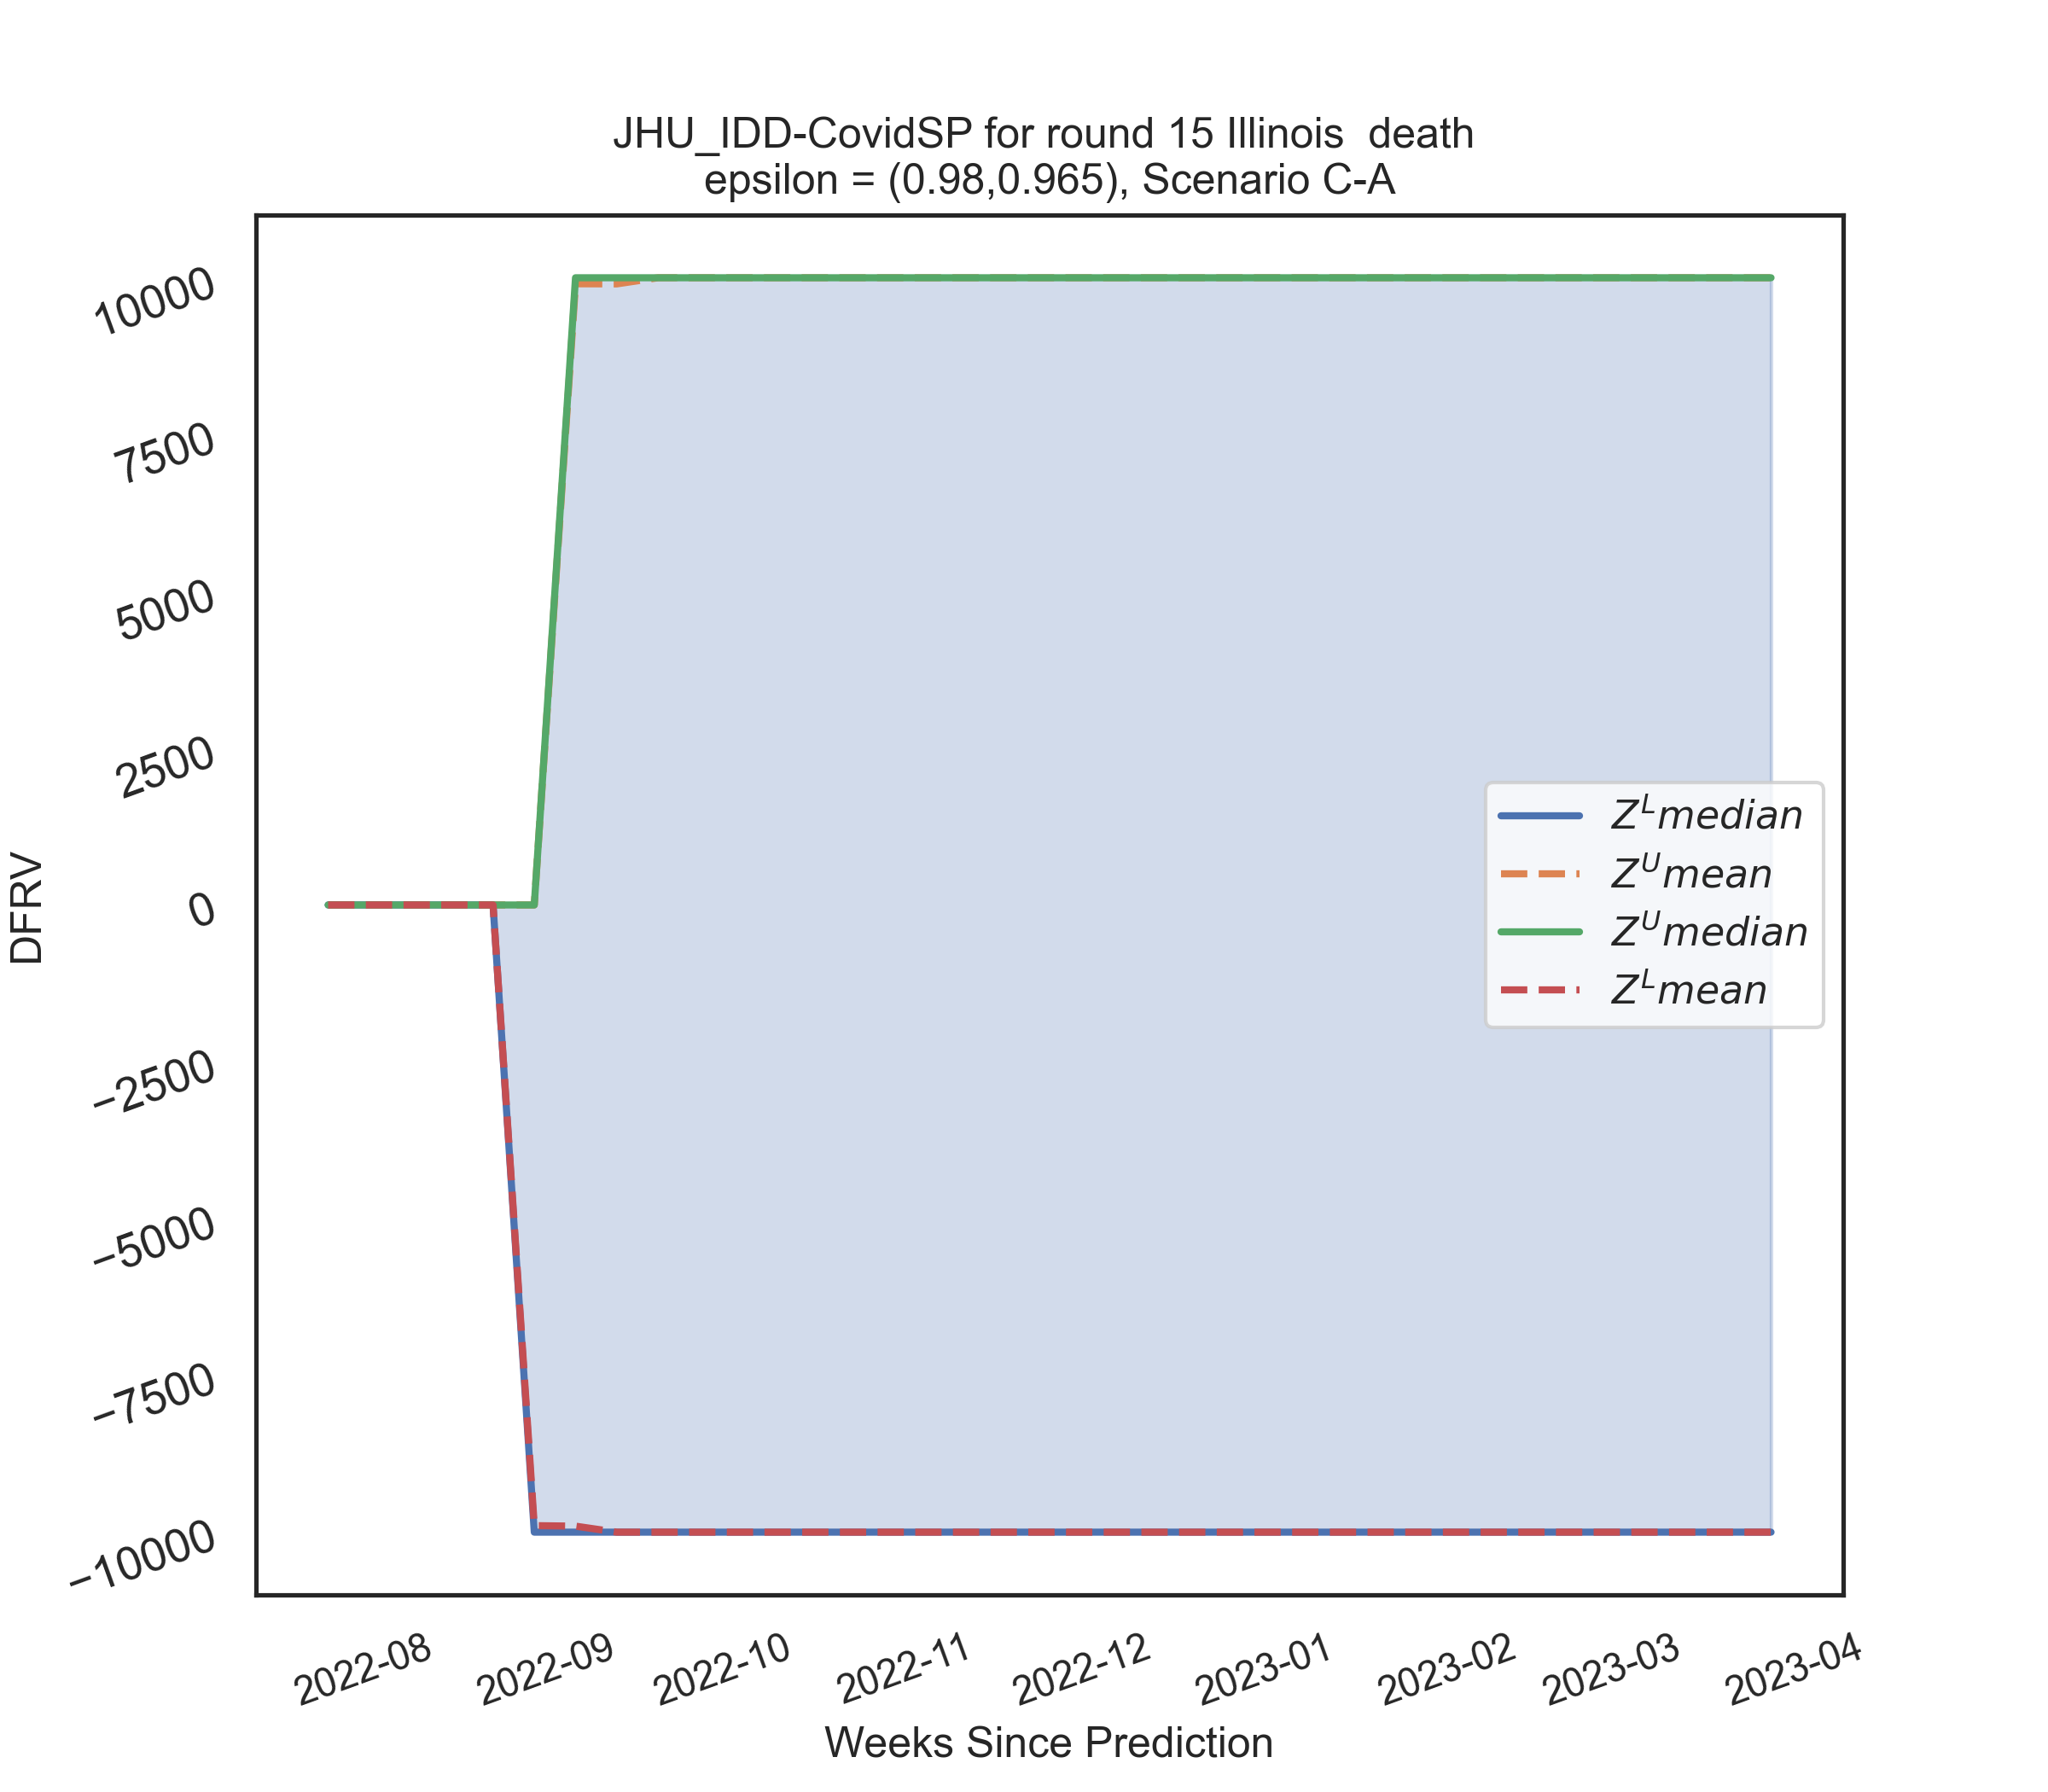 JHU_IDD-CovidSP for round 15 Illinois  death
epsilon = (0.98,0.965), Scenario C-A
10000
7500
5000
2500
0
−2500
−5000
−7500
−10000
DFRV
Z^L median
Z^U mean
Z^U median
Z^L mean
2022-08
2022-09
2022-10
2022-11
2022-12
2023-01
2023-02
2023-03
2023-04
Weeks Since Prediction